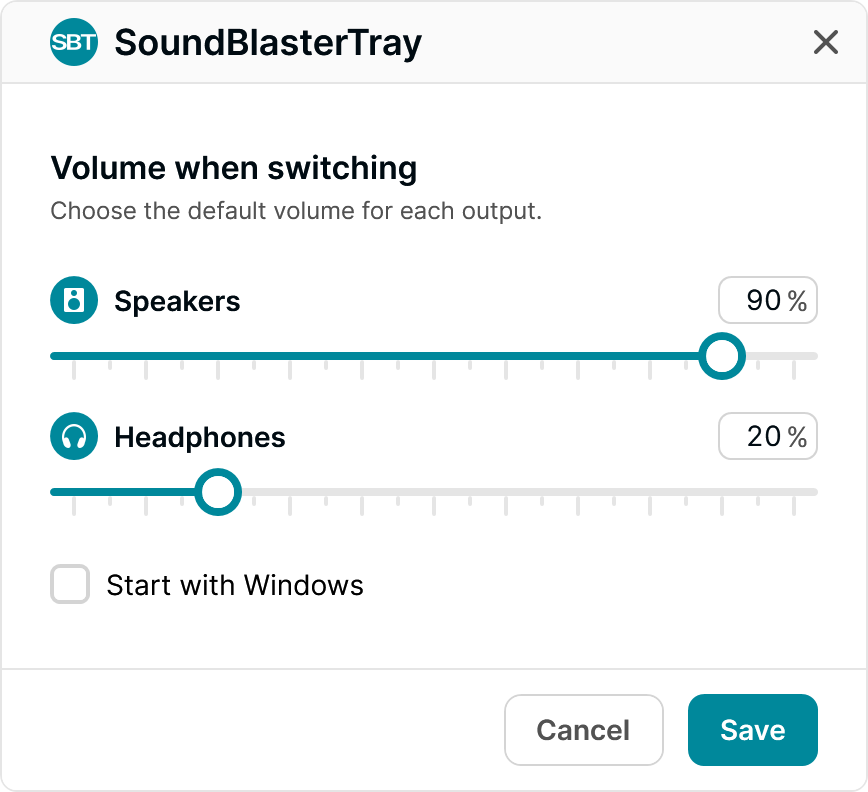 SBT SoundBlasterTray
Volume when switching
Choose the default volume for each output.
Speakers 90 %
Headphones 20 %
Start with Windows
Cancel Save